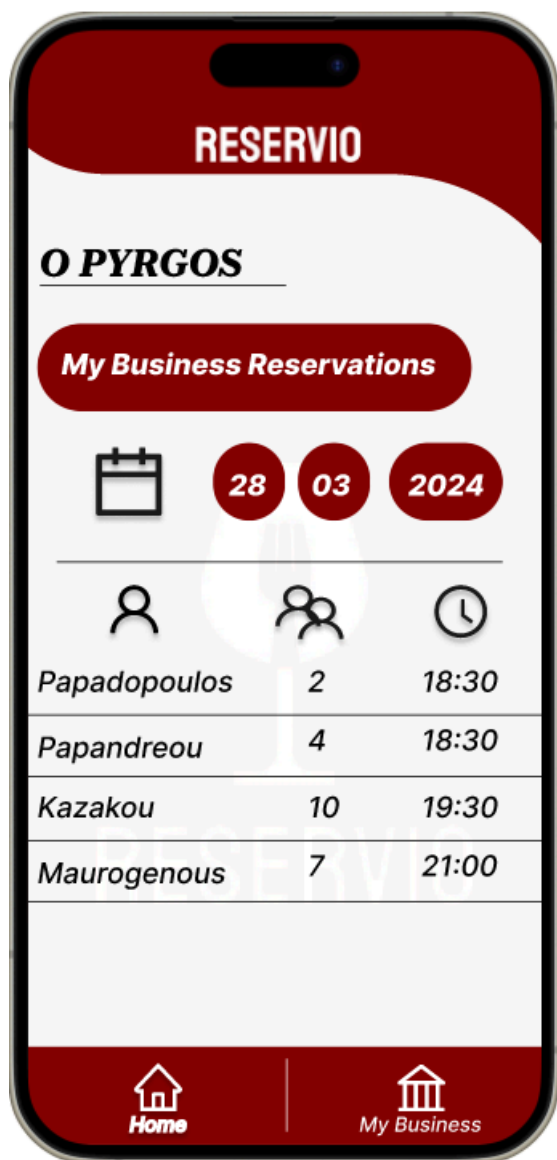 RESERVIO
O PYRGOS
My Business Reservations
28 03 2024
Papadopoulos 2 18:30
Papandreou 4 18:30
Kazakou 10 19:30
Maurogenous 7 21:00
RESERVIO
Home My Business